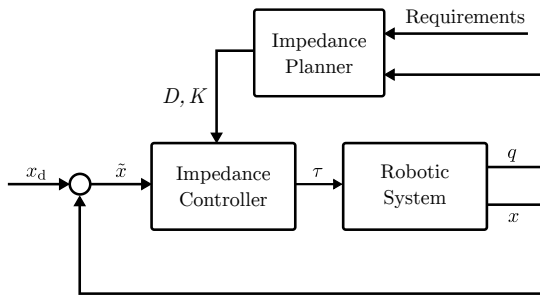 Requirements
Impedance
Planner
D, K
x_d
x̃
Impedance
Controller
τ
Robotic
System
q
x